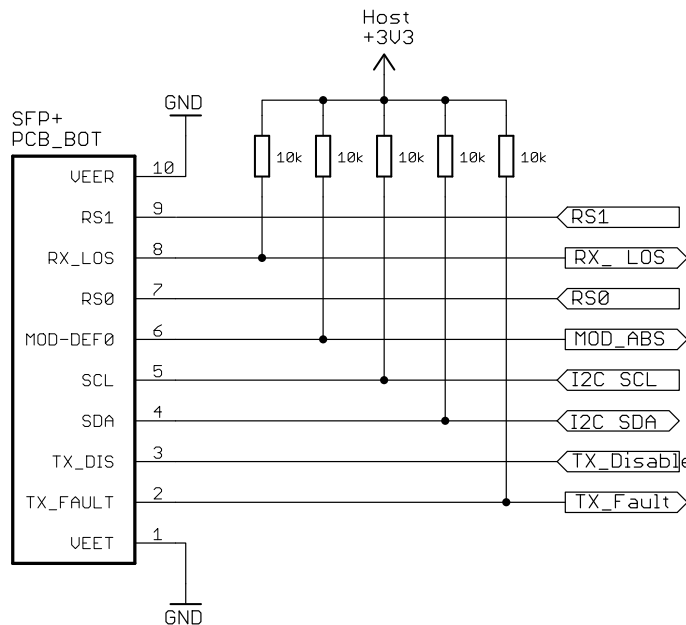 Host
+3V3
GND
SFP+
PCB_BOT
10k 10k 10k 10k 10k
VEER 10
RS1 9 RS1
RX_LOS 8 RX_ LOS
RS0 7 RS0
MOD-DEF0 6 MOD_ABS
SCL 5 I2C SCL
SDA 4 I2C SDA
TX_DIS 3 TX_Disable
TX_FAULT 2 TX_Fault
VEET 1
GND